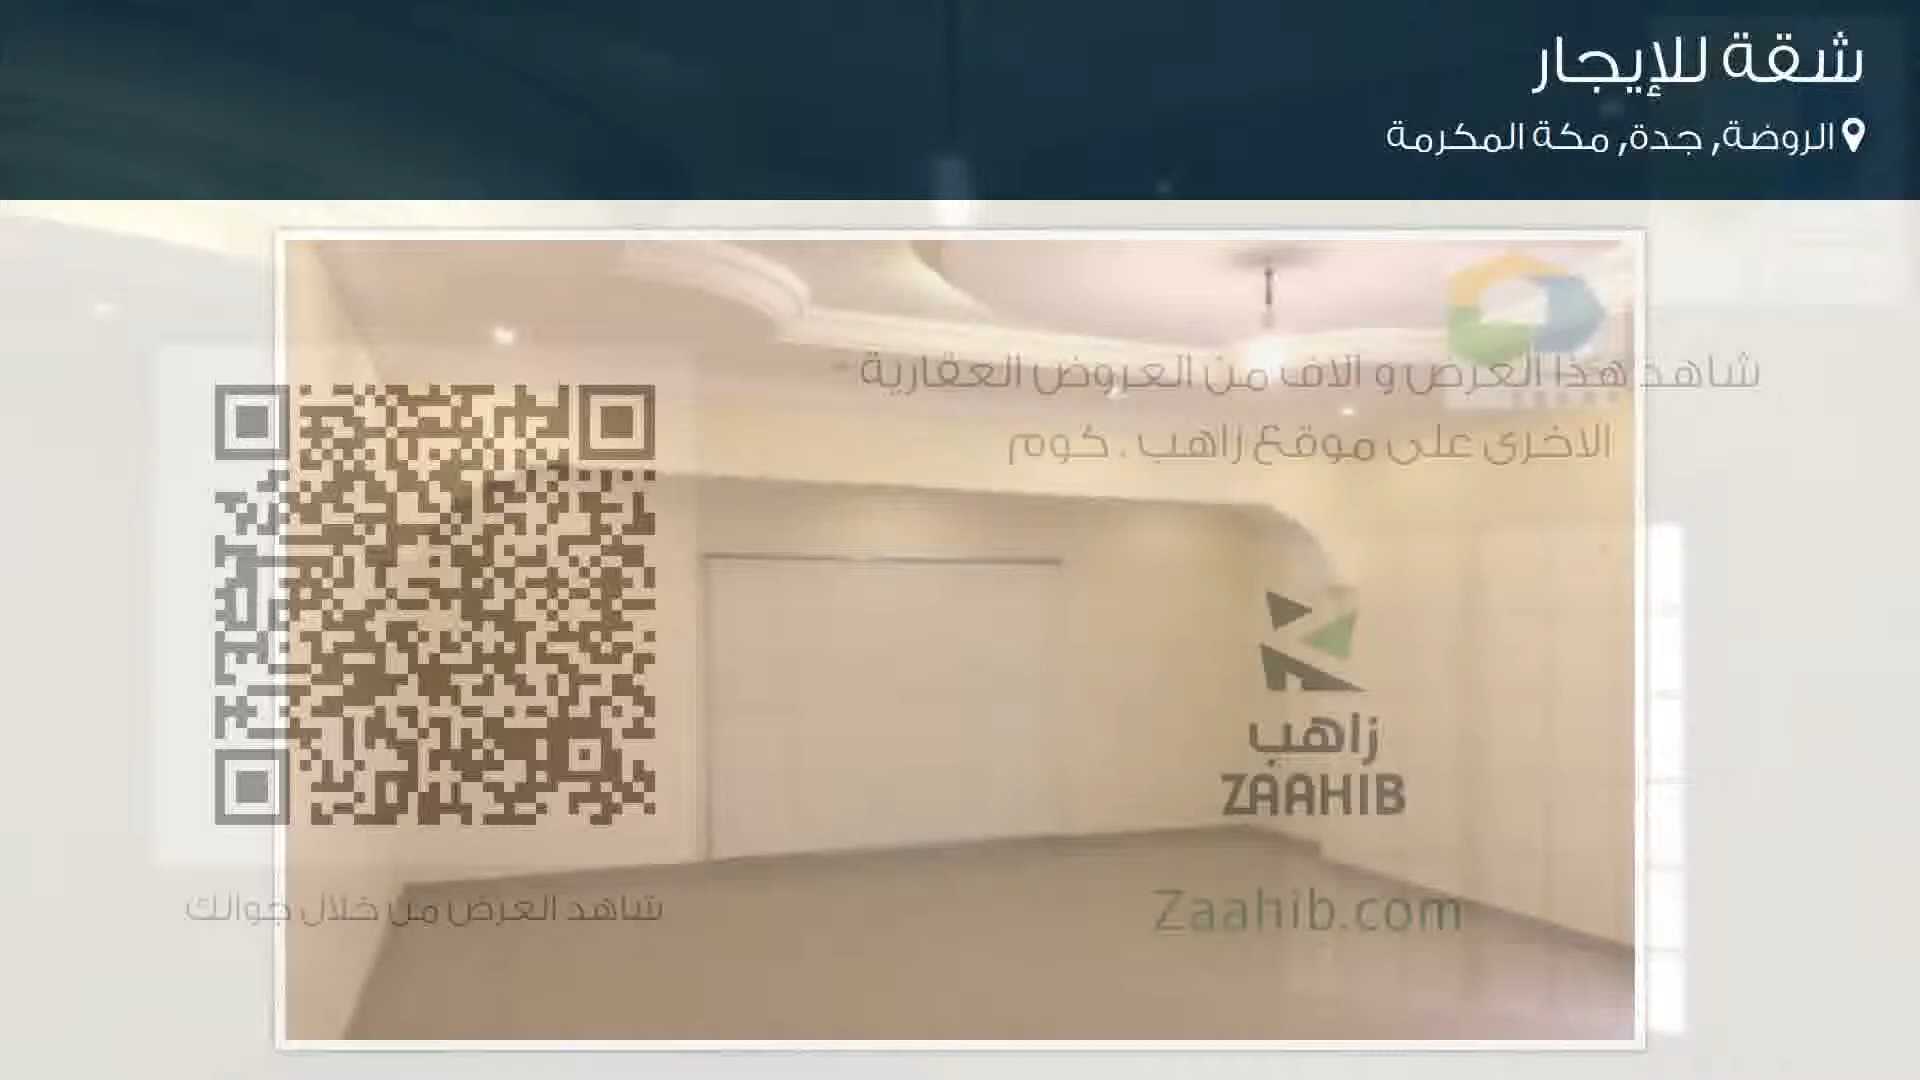 شقة للإيجار
الروضة, جدة, مكة المكرمة
شاهد هذا العرض و آلاف من العروض العقارية
الاخرى على موقع زاهب . كوم
زاهب
ZAAHIB
Zaahib.com
شاهد العرض من خلال جوالك